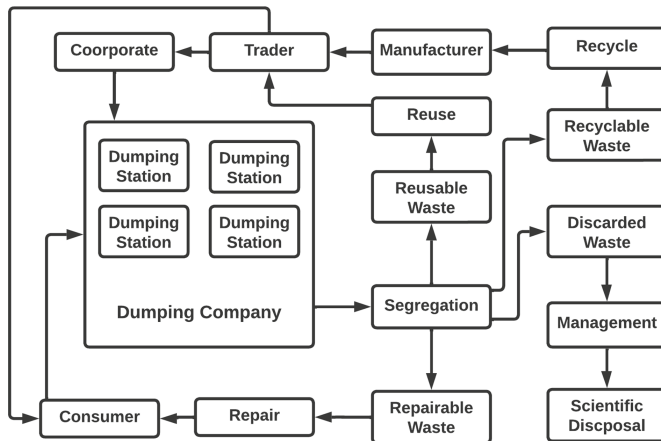 Coorporate
Trader
Manufacturer
Recycle
Reuse
Recyclable
Waste
Dumping
Station
Dumping
Station
Reusable
Waste
Dumping
Station
Dumping
Station
Discarded
Waste
Dumping Company
Segregation
Management
Consumer
Repair
Repairable
Waste
Scientific
Discposal